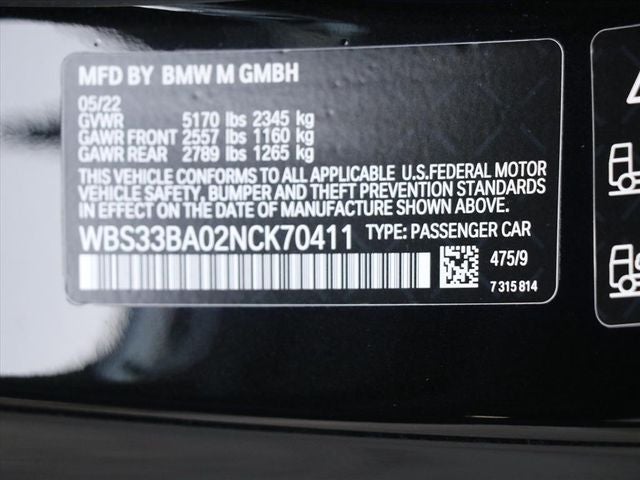 MFD BY BMW M GMBH
05/22
GVWR 5170 lbs 2345 kg
GAWR FRONT 2557 lbs 1160 kg
GAWR REAR 2789 lbs 1265 kg
THIS VEHICLE CONFORMS TO ALL APPLICABLE U.S.FEDERAL MOTOR
VEHICLE SAFETY, BUMPER AND THEFT PREVENTION STANDARDS
IN EFFECT ON THE DATE OF MANUFACTURE SHOWN ABOVE.
WBS33BA02NCK70411 TYPE: PASSENGER CAR
475/9
7 315 814